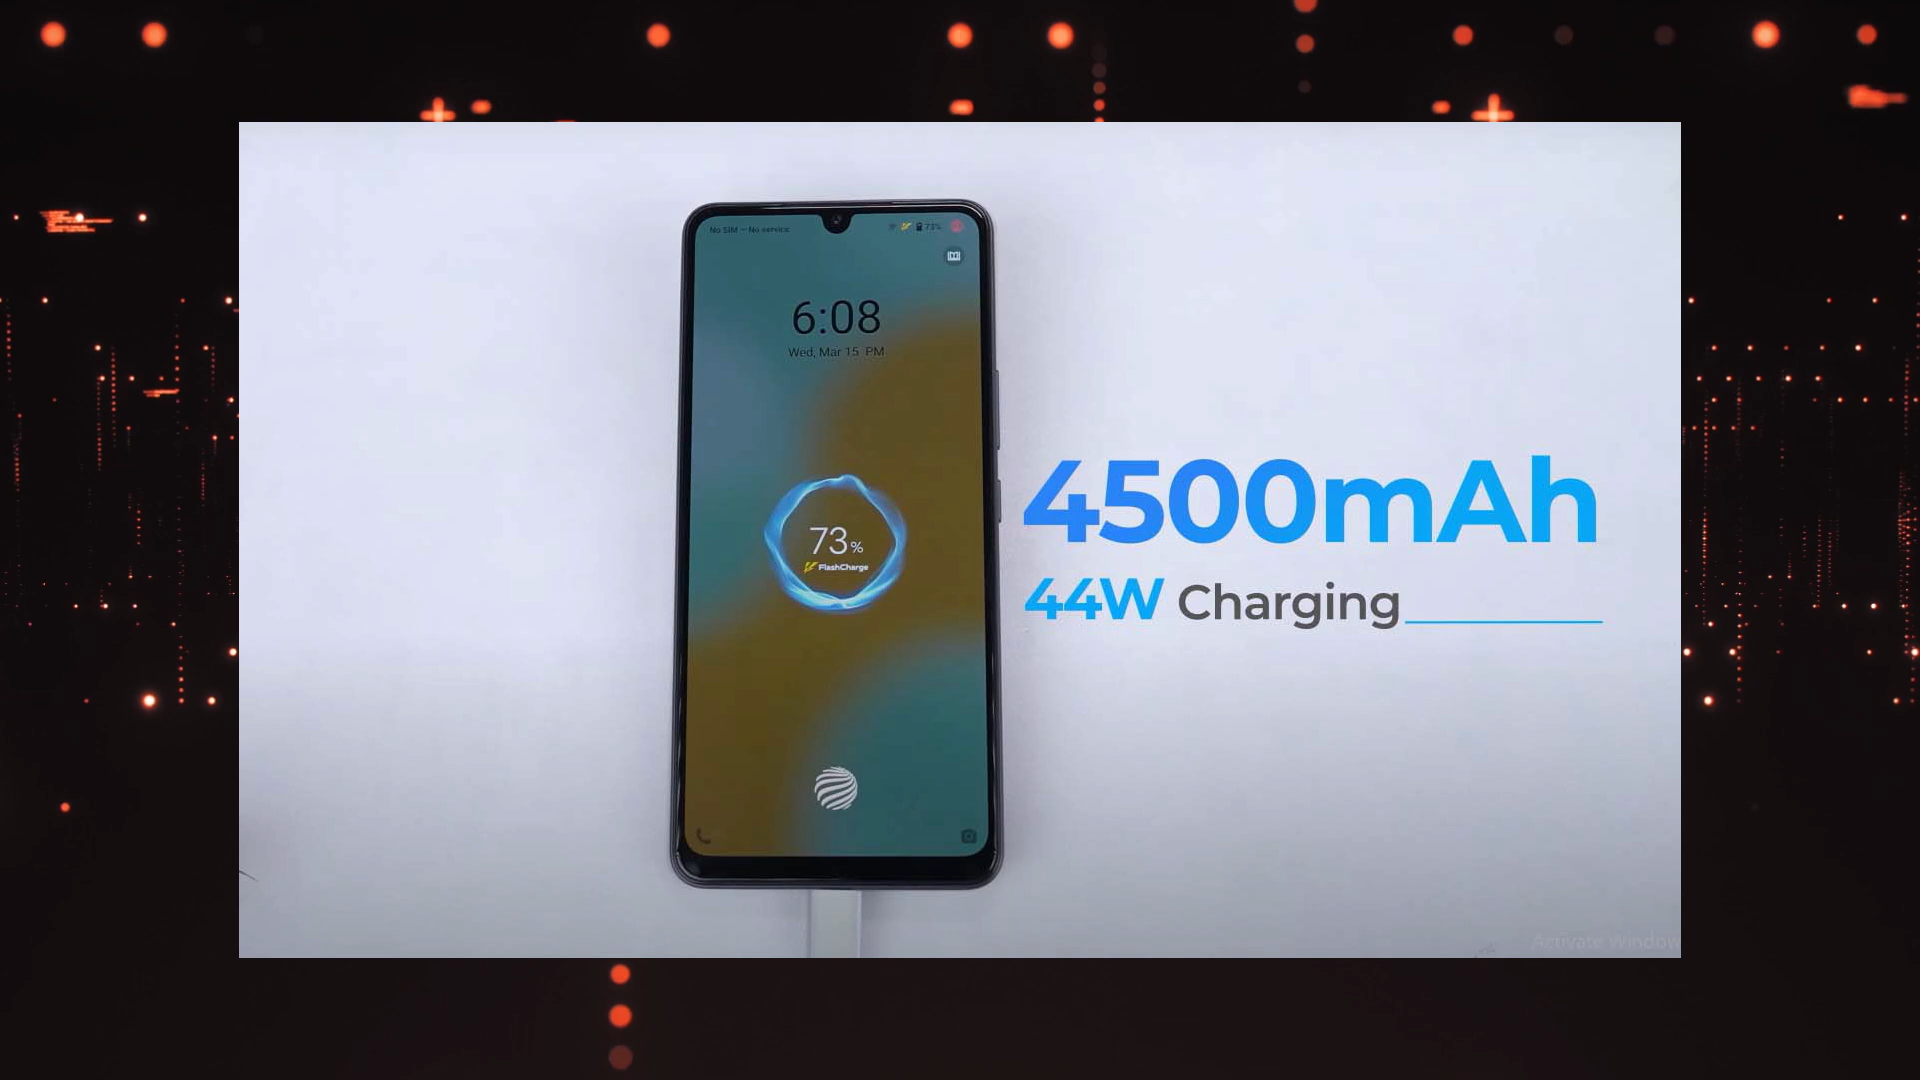 No SIM — No service
73%
6:08
Wed, Mar 15 PM
73%
FlashCharge
4500mAh
44W Charging
Activate Window